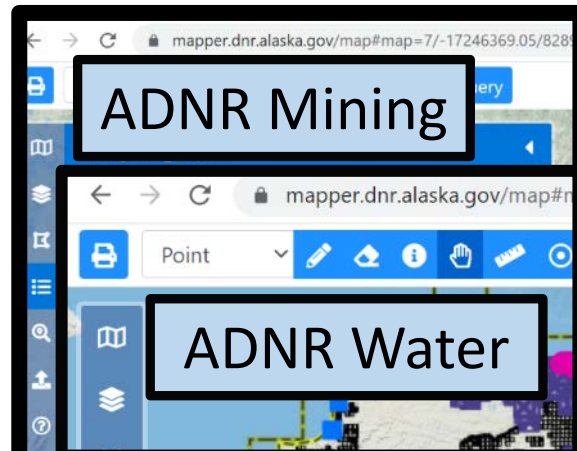 mapper.dnr.alaska.gov/map#map=7/-17246369.05/828
ery
ADNR Mining
mapper.dnr.alaska.gov/map#
Point
ADNR Water